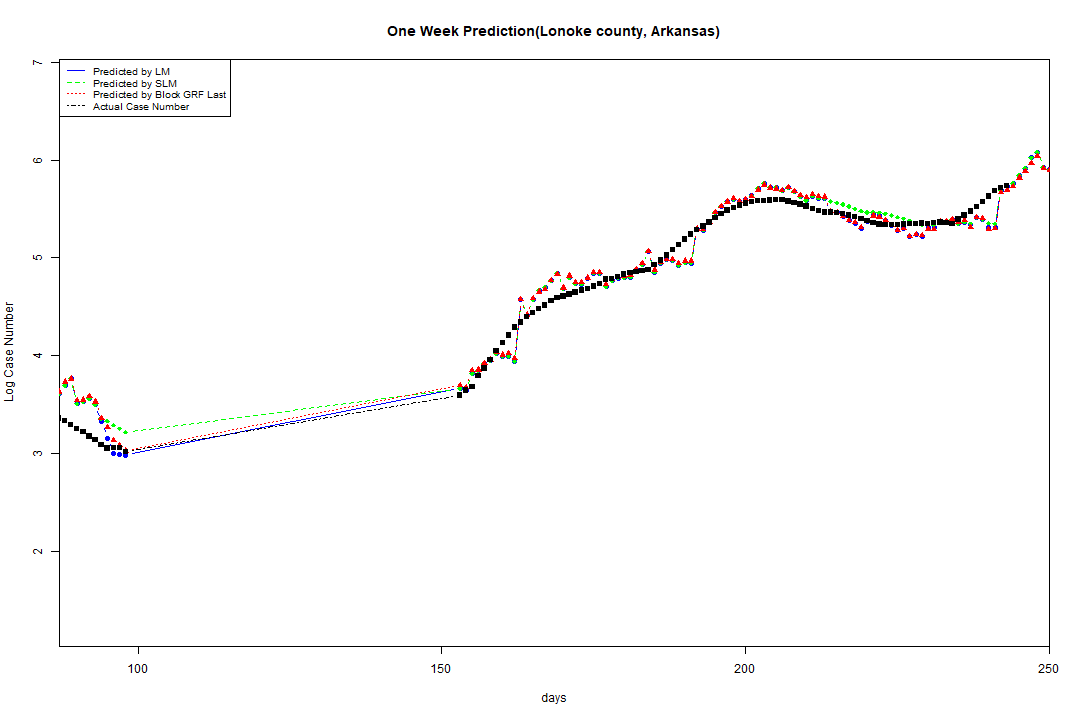 One Week Prediction(Lonoke county, Arkansas)
7
Predicted by LM
Predicted by SLM
Predicted by Block GRF Last
Actual Case Number
6
5
4
3
2
Log Case Number
100 150 200 250
days